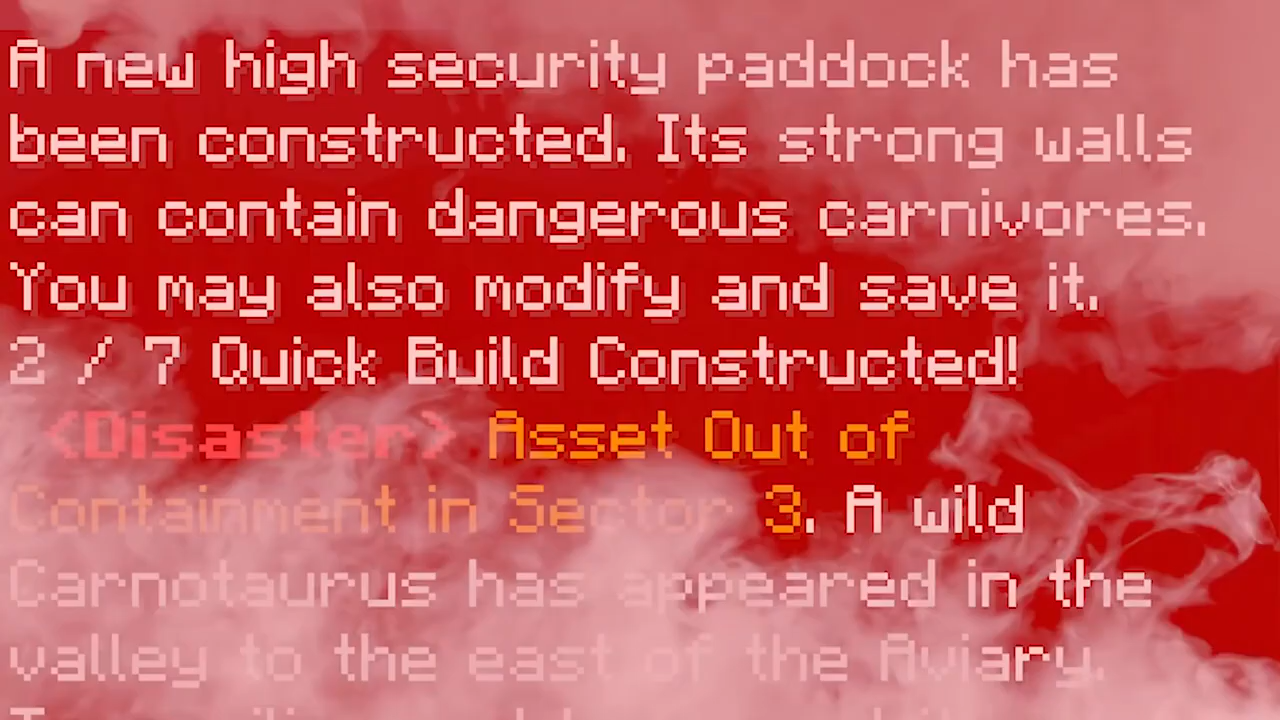 A new high security paddock has
been constructed. Its strong walls
can contain dangerous carnivores.
You may also modify and save it.
2 / 7 Quick Build Constructed!
<Disaster> Asset Out of
Containment in Sector 3. A wild
Carnotaurus has appeared in the
valley to the east of the Aviary.